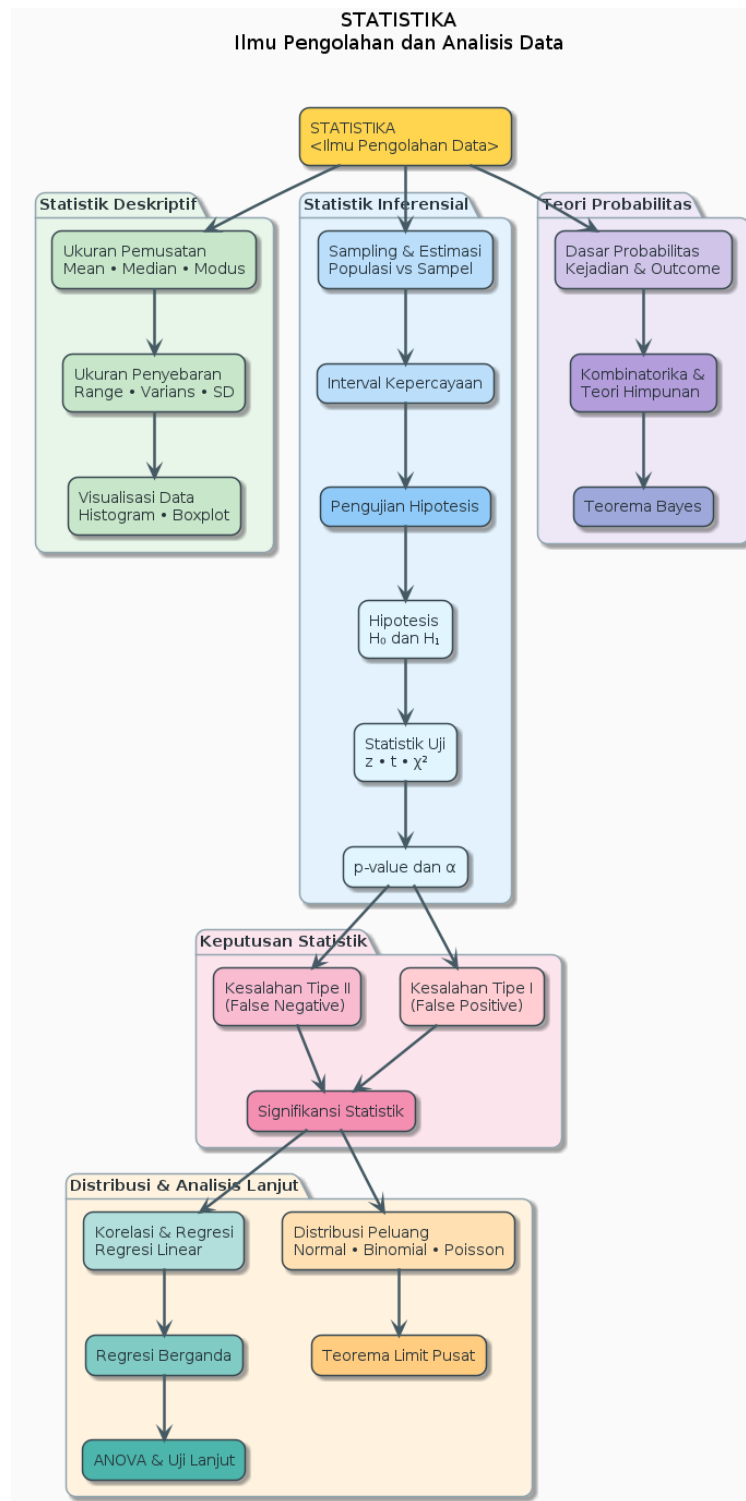 STATISTIKA
Ilmu Pengolahan dan Analisis Data
STATISTIKA
<Ilmu Pengolahan Data>
Statistik Deskriptif
Ukuran Pemusatan
Mean • Median • Modus
Ukuran Penyebaran
Range • Varians • SD
Visualisasi Data
Histogram • Boxplot
Statistik Inferensial
Sampling & Estimasi
Populasi vs Sampel
Interval Kepercayaan
Pengujian Hipotesis
Hipotesis
H₀ dan H₁
Statistik Uji
z • t • χ²
p-value dan α
Teori Probabilitas
Dasar Probabilitas
Kejadian & Outcome
Kombinatorika &
Teori Himpunan
Teorema Bayes
Keputusan Statistik
Kesalahan Tipe II
(False Negative)
Kesalahan Tipe I
(False Positive)
Signifikansi Statistik
Distribusi & Analisis Lanjut
Korelasi & Regresi
Regresi Linear
Regresi Berganda
ANOVA & Uji Lanjut
Distribusi Peluang
Normal • Binomial • Poisson
Teorema Limit Pusat